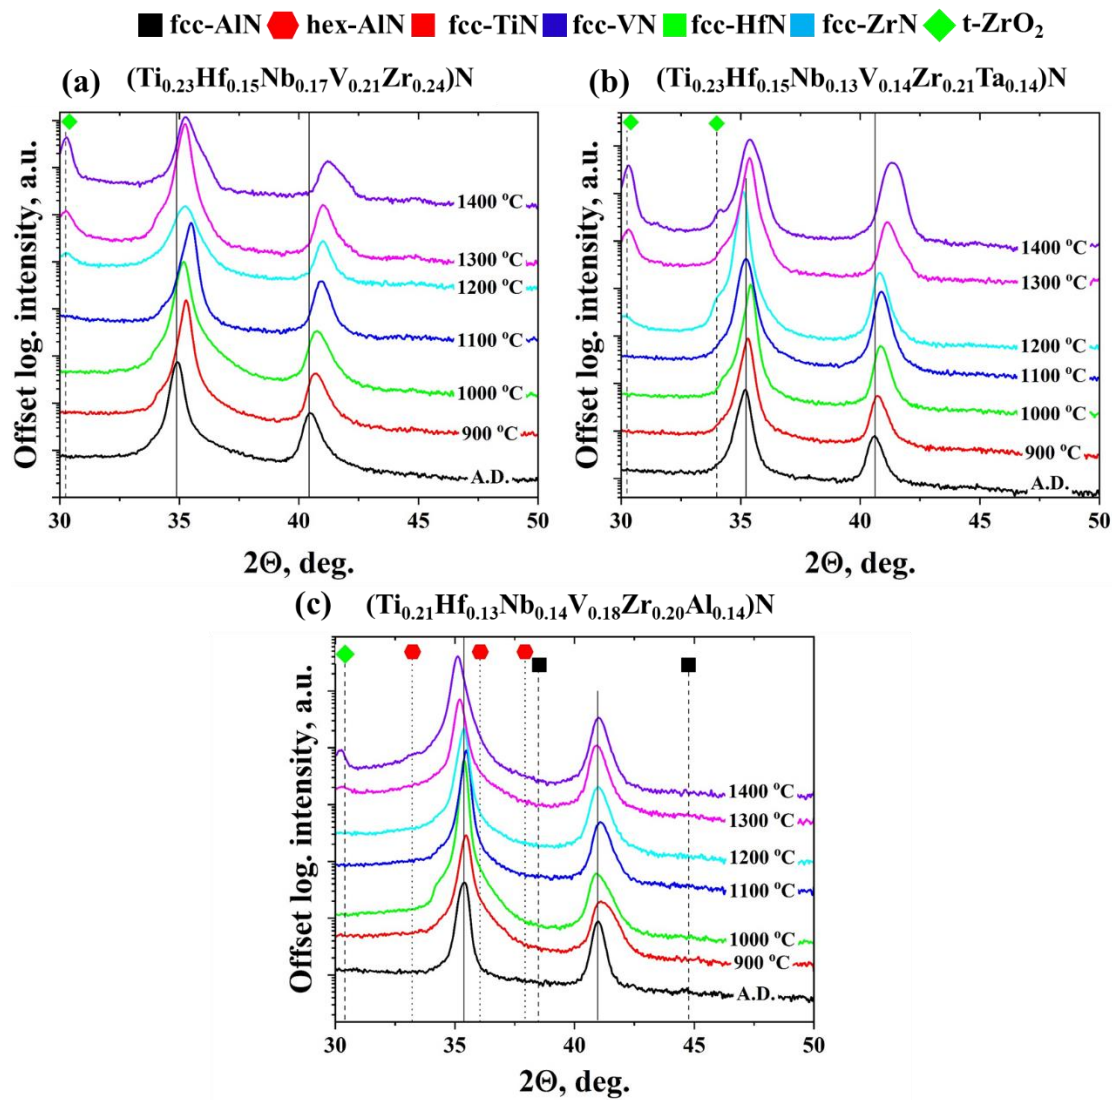 fcc-AlN hex-AlN fcc-TiN fcc-VN fcc-HfN fcc-ZrN t-ZrO₂
(a) (Ti₀.₂₃Hf₀.₁₅Nb₀.₁₇V₀.₂₁Zr₀.₂₄)N
Offset log. intensity, a.u.
1400 °C
1300 °C
1200 °C
1100 °C
1000 °C
900 °C
A.D.
30 35 40 45 50
2Θ, deg.
(b) (Ti₀.₂₃Hf₀.₁₅Nb₀.₁₃V₀.₁₄Zr₀.₂₁Ta₀.₁₄)N
Offset log. intensity, a.u.
1400 °C
1300 °C
1200 °C
1100 °C
1000 °C
900 °C
A.D.
30 35 40 45 50
2Θ, deg.
(c) (Ti₀.₂₁Hf₀.₁₃Nb₀.₁₄V₀.₁₈Zr₀.₂₀Al₀.₁₄)N
Offset log. intensity, a.u.
1400 °C
1300 °C
1200 °C
1100 °C
1000 °C
900 °C
A.D.
30 35 40 45 50
2Θ, deg.